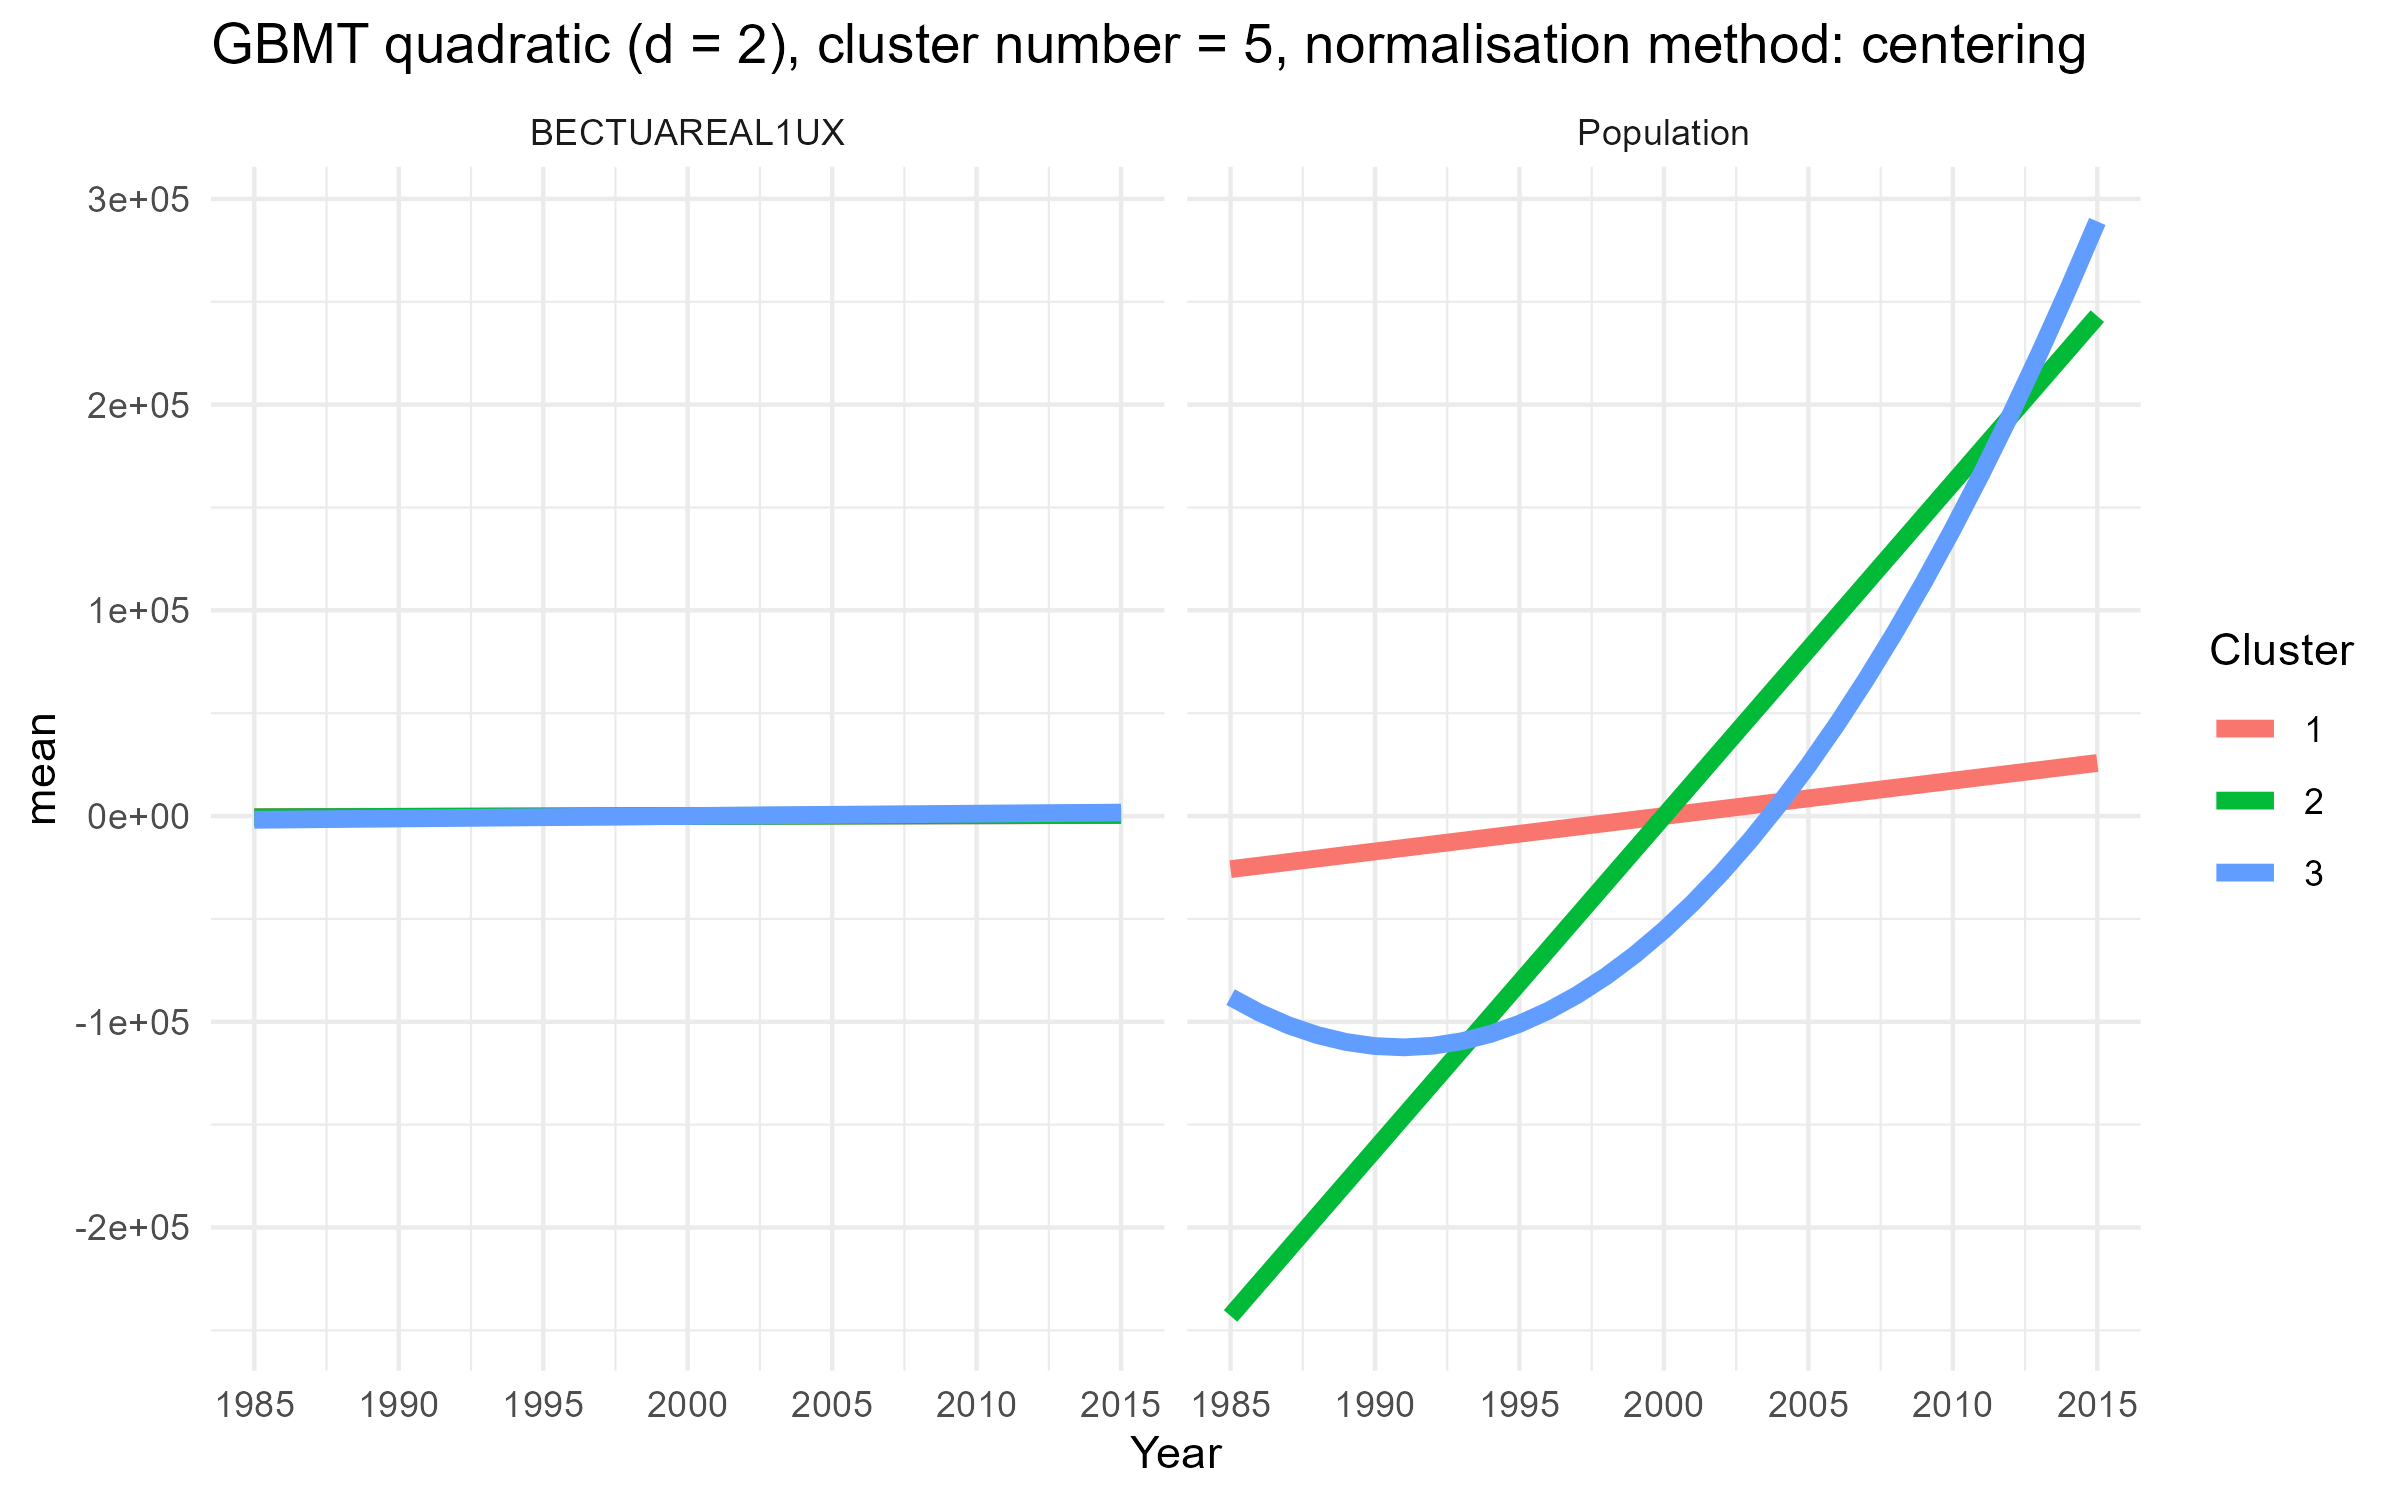 GBMT quadratic (d = 2), cluster number = 5, normalisation method: centering
BECTUAREAL1UX
Population
3e+05
2e+05
1e+05
0e+00
-1e+05
-2e+05
mean
1985 1990 1995 2000 2005 2010 2015
1985 1990 1995 2000 2005 2010 2015
Year
Cluster
1
2
3